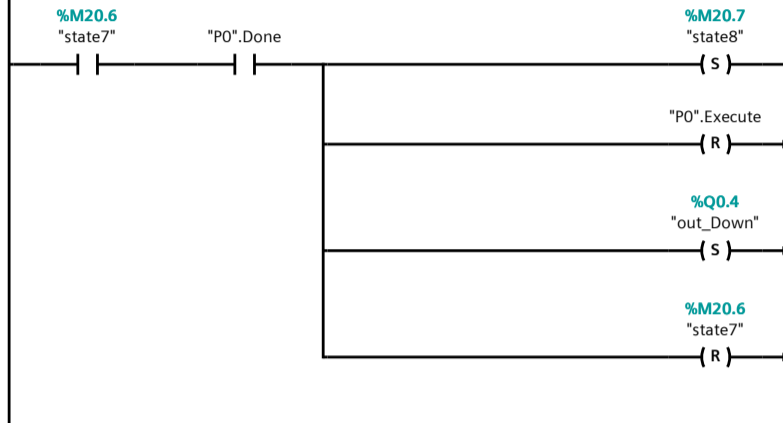 %M20.6
"state7"
"P0".Done
%M20.7
"state8"
S
"P0".Execute
R
%Q0.4
"out_Down"
S
%M20.6
"state7"
R